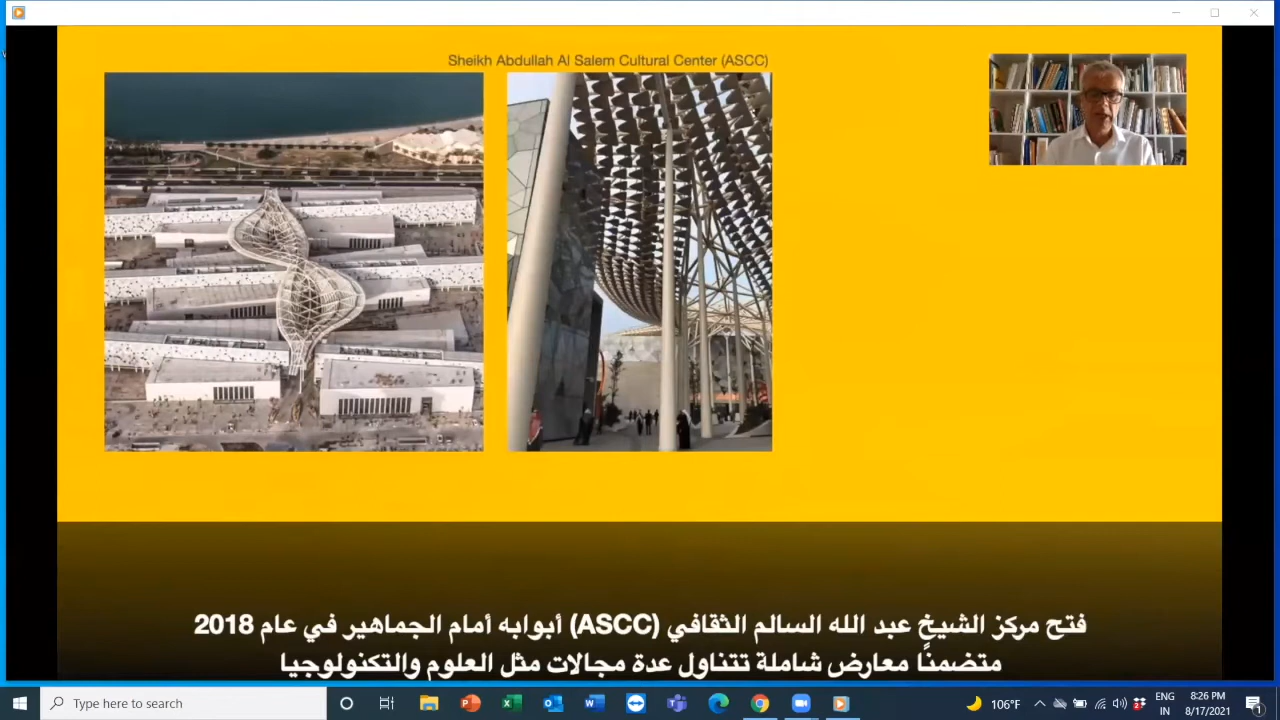 Sheikh Abdullah Al Salem Cultural Center (ASCC)
فتح مركز الشيخ عبد الله السالم الثقافي (ASCC) أبوابه أمام الجماهير في عام 2018
متضمنًا معارض شاملة تتناول عدة مجالات مثل العلوم والتكنولوجيا
Type here to search
106°F
ENG
IN
8:26 PM
8/17/2021